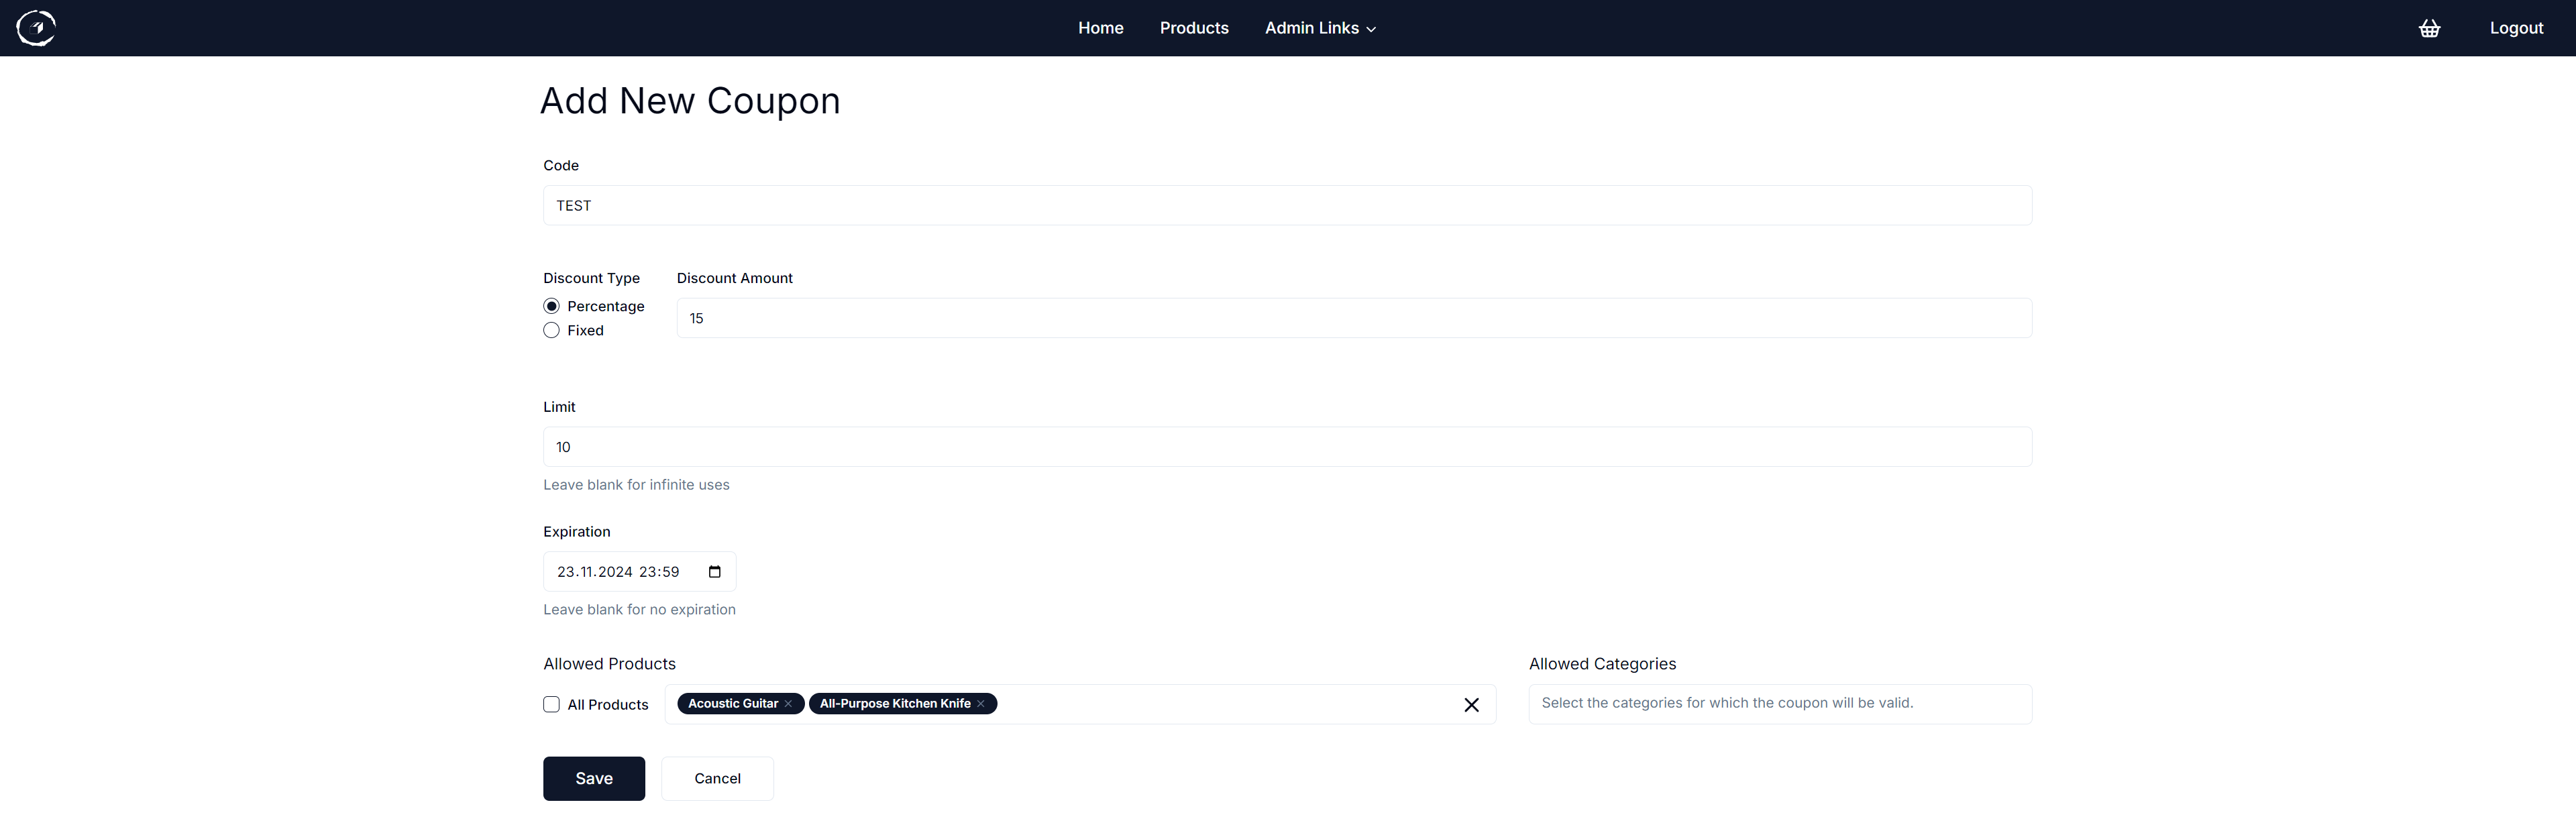 Home Products Admin Links Logout
Add New Coupon
Code
TEST
Discount Type
Percentage
Fixed
Discount Amount
15
Limit
10
Leave blank for infinite uses
Expiration
23.11.2024 23:59
Leave blank for no expiration
Allowed Products
All Products
Acoustic Guitar All-Purpose Kitchen Knife
Allowed Categories
Select the categories for which the coupon will be valid.
Save Cancel